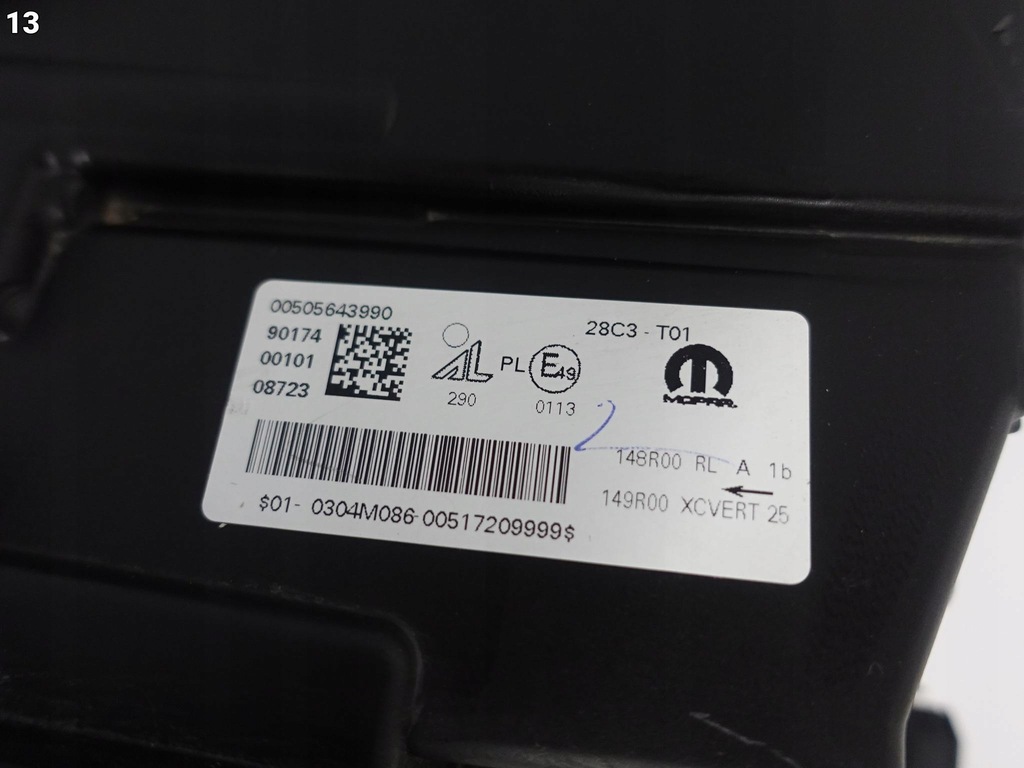 13
00505643990
90174
00101
08723
AL PL E49
290 0113
28C3 - T01
MOPAR
148R00 RL A 1b
149R00 XCVERT 25
$01- 0304M086-00517209999$